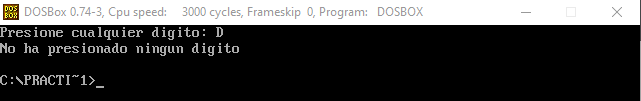 DOSBox 0.74-3, Cpu speed:    3000 cycles, Frameskip  0, Program:   DOSBOX
Presione cualquier digito: D
No ha presionado ningun digito
C:\PRACTI~1>_